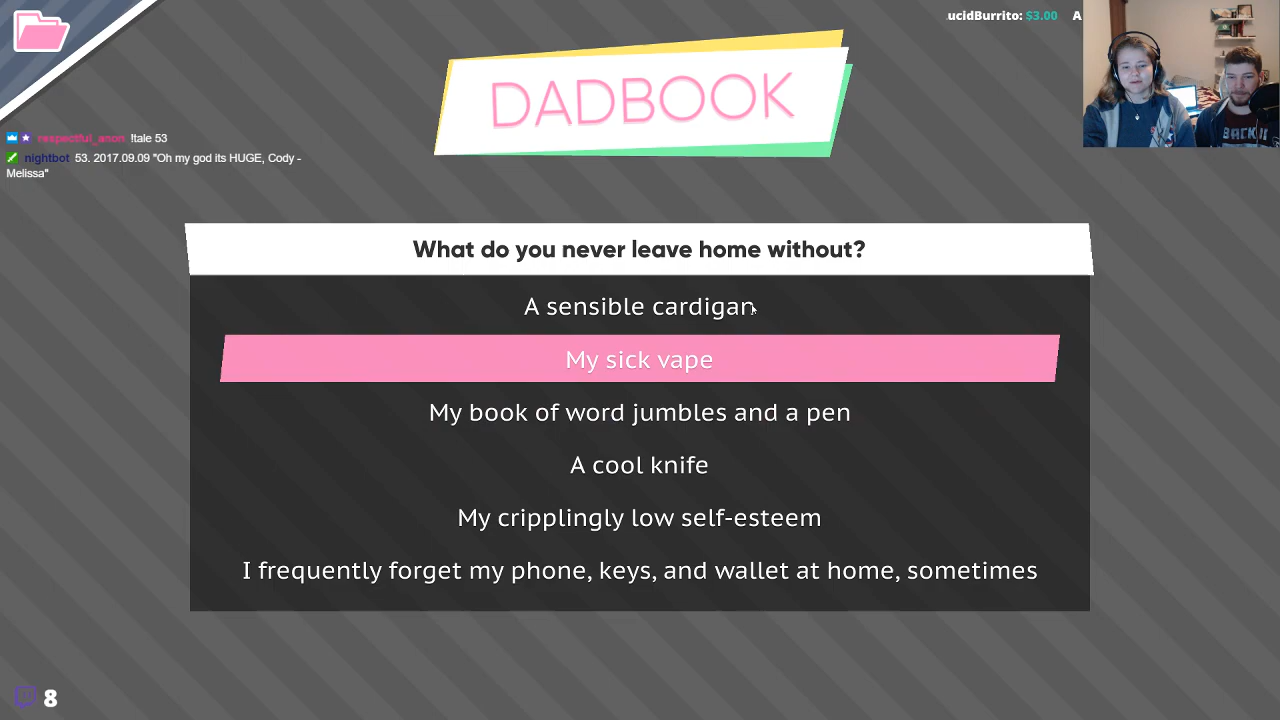 ucidBurrito: $3.00 A
DADBOOK
respectful_anon !tale 53
nightbot 53. 2017.09.09 "Oh my god its HUGE, Cody -
Melissa"
What do you never leave home without?
A sensible cardigan
My sick vape
My book of word jumbles and a pen
A cool knife
My cripplingly low self-esteem
I frequently forget my phone, keys, and wallet at home, sometimes
8